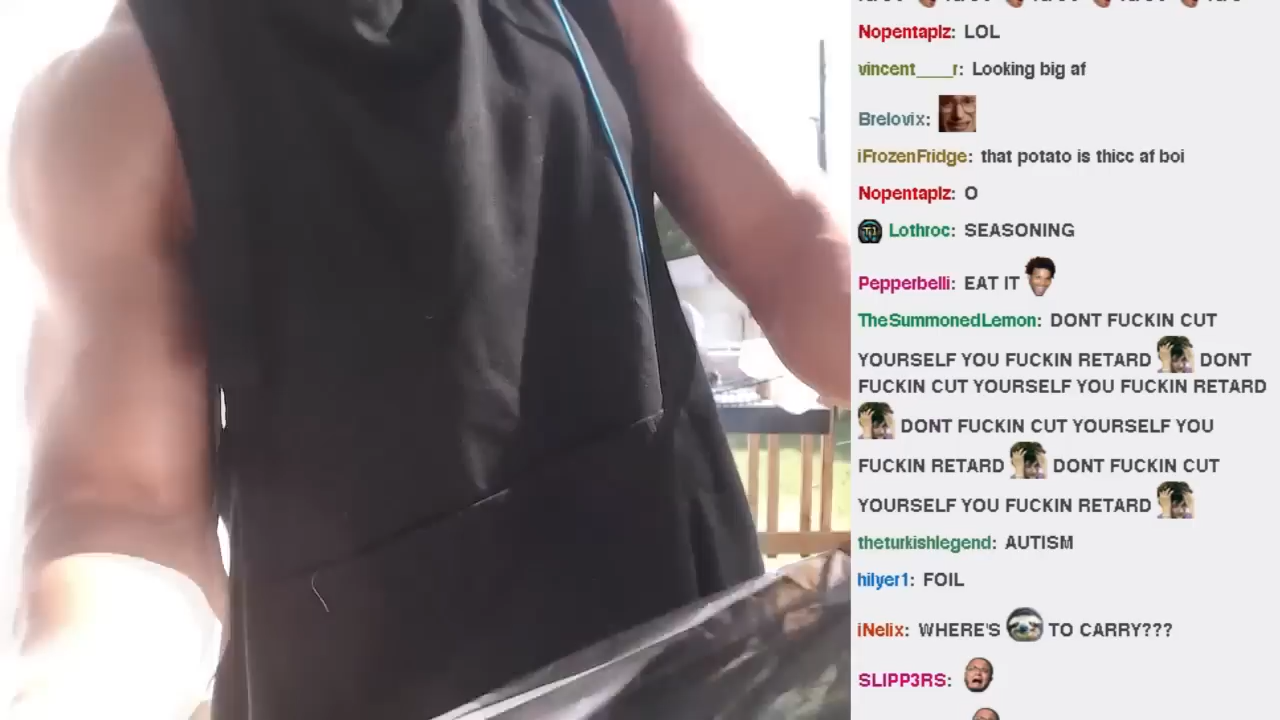 Nopentaplz: LOL
vincent____r: Looking big af
Brelovix:
iFrozenFridge: that potato is thicc af boi
Nopentaplz: O
Lothroc: SEASONING
Pepperbelli: EAT IT
TheSummonedLemon: DONT FUCKIN CUT
YOURSELF YOU FUCKIN RETARD DONT
FUCKIN CUT YOURSELF YOU FUCKIN RETARD
DONT FUCKIN CUT YOURSELF YOU
FUCKIN RETARD DONT FUCKIN CUT
YOURSELF YOU FUCKIN RETARD
theturkishlegend: AUTISM
hilyer1: FOIL
iNelix: WHERE'S TO CARRY???
SLIPP3RS: